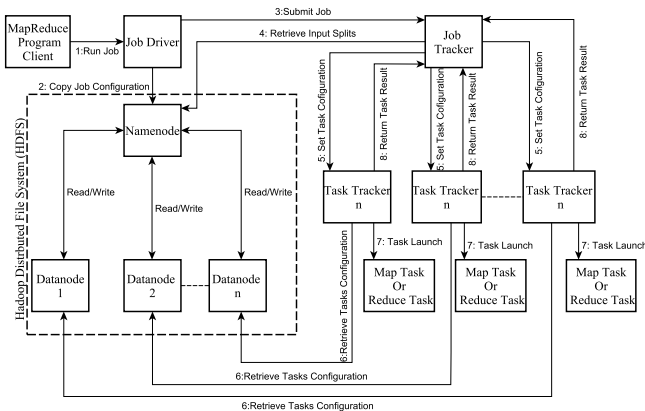 MapReduce
Program
Client
1:Run Job
Job Driver
3:Submit Job
4: Retrieve Input Splits
Job
Tracker
2: Copy Job Configuration
Hadoop Distrubted File System (HDFS)
Namenode
Read/Write
Read/Write
Read/Write
Datanode
1
Datanode
2
Datanode
n
5: Set Task Cofiguration
8: Return Task Result
5: Set Task Cofiguration
8: Return Task Result
5: Set Task Cofiguration
8: Return Task Result
Task Tracker
n
Task Tracker
n
Task Tracker
n
7: Task Launch
7: Task Launch
7: Task Launch
Map Task
Or
Reduce Task
Map Task
Or
Reduce Task
Map Task
Or
Reduce Task
6:Retrieve Tasks Configuration
6:Retrieve Tasks Configuration
6:Retrieve Tasks Configuration